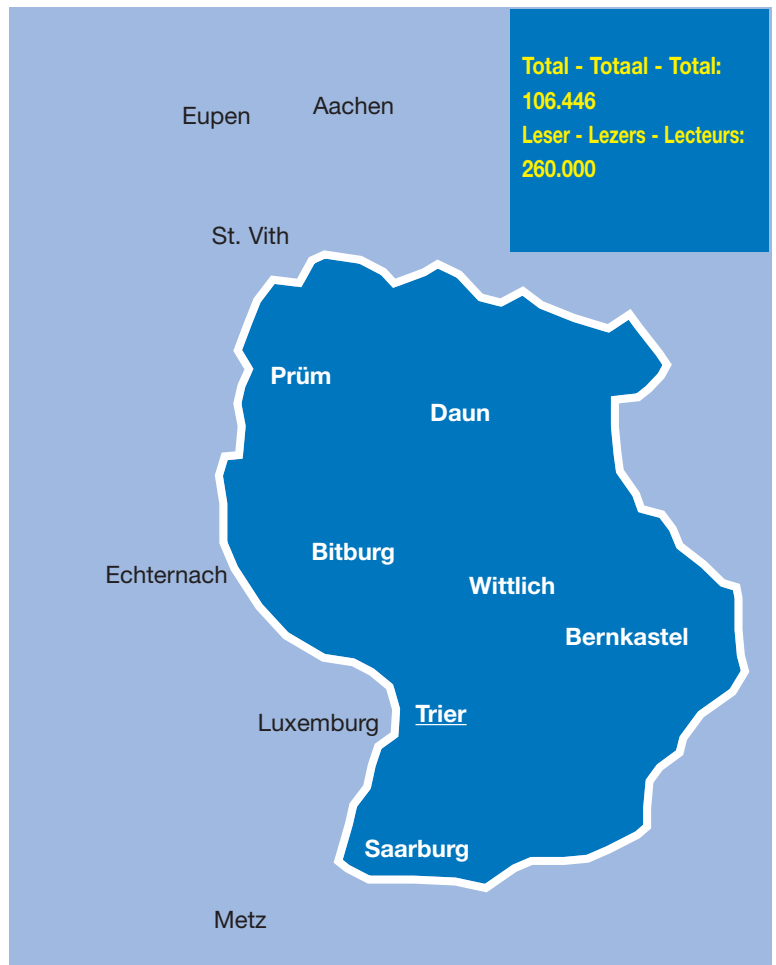 Total - Totaal - Total:
106.446
Leser - Lezers - Lecteurs:
260.000
Aachen
Eupen
St. Vith
Prüm
Daun
Bitburg
Echternach
Wittlich
Bernkastel
Trier
Luxemburg
Saarburg
Metz